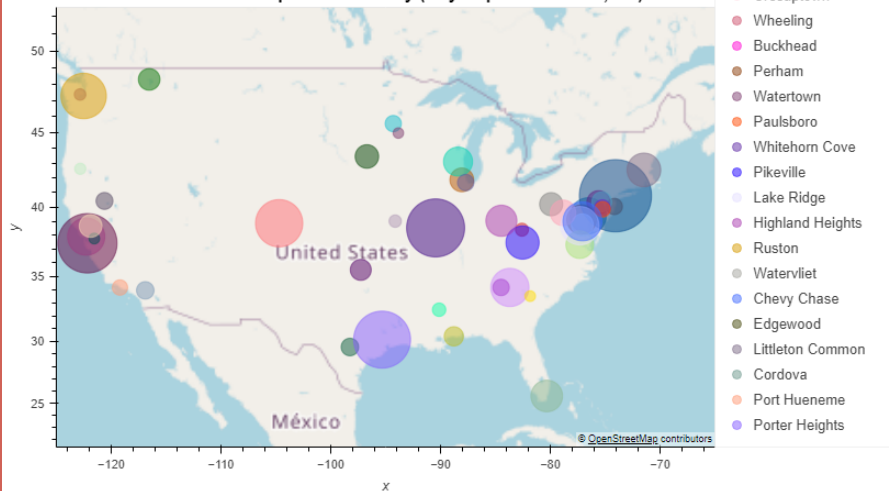 50
45
40
35
30
25
y
−120
−110
−100
−90
−80
−70
x
United States
México
© OpenStreetMap contributors
Wheeling
Buckhead
Perham
Watertown
Paulsboro
Whitehorn Cove
Pikeville
Lake Ridge
Highland Heights
Ruston
Watervliet
Chevy Chase
Edgewood
Littleton Common
Cordova
Port Hueneme
Porter Heights